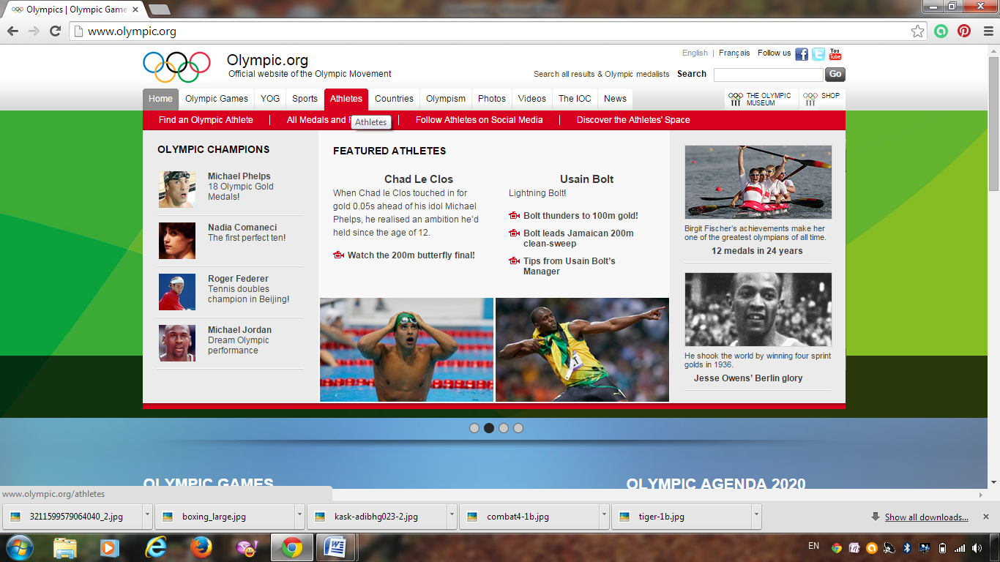 Olympics | Olympic Game
www.olympic.org
Olympic.org
Official website of the Olympic Movement
English | Français Follow us You Tube
Search all results & Olympic medalists Search Go
Home Olympic Games YOG Sports Athletes Countries Olympism Photos Videos The IOC News THE OLYMPIC MUSEUM SHOP
Find an Olympic Athlete All Medals and Follow Athletes on Social Media Discover the Athletes' Space
Athletes
OLYMPIC CHAMPIONS
Michael Phelps
18 Olympic Gold
Medals!
Nadia Comaneci
The first perfect ten!
Roger Federer
Tennis doubles
champion in Beijing!
Michael Jordan
Dream Olympic
performance
FEATURED ATHLETES
Chad Le Clos
When Chad le Clos touched in for
gold 0.05s ahead of his idol Michael
Phelps, he realised an ambition he'd
held since the age of 12.
Watch the 200m butterfly final!
Usain Bolt
Lightning Bolt!
Bolt thunders to 100m gold!
Bolt leads Jamaican 200m
clean-sweep
Tips from Usain Bolt's
Manager
Birgit Fischer's achievements make her
one of the greatest olympians of all time.
12 medals in 24 years
He shook the world by winning four sprint
golds in 1936.
Jesse Owens' Berlin glory
OLYMPIC GAMES OLYMPIC AGENDA 2020
www.olympic.org/athletes
3211599579064040_2.jpg boxing_large.jpg kask-adibhg023-2.jpg combat4-1b.jpg tiger-1b.jpg Show all downloads...
EN